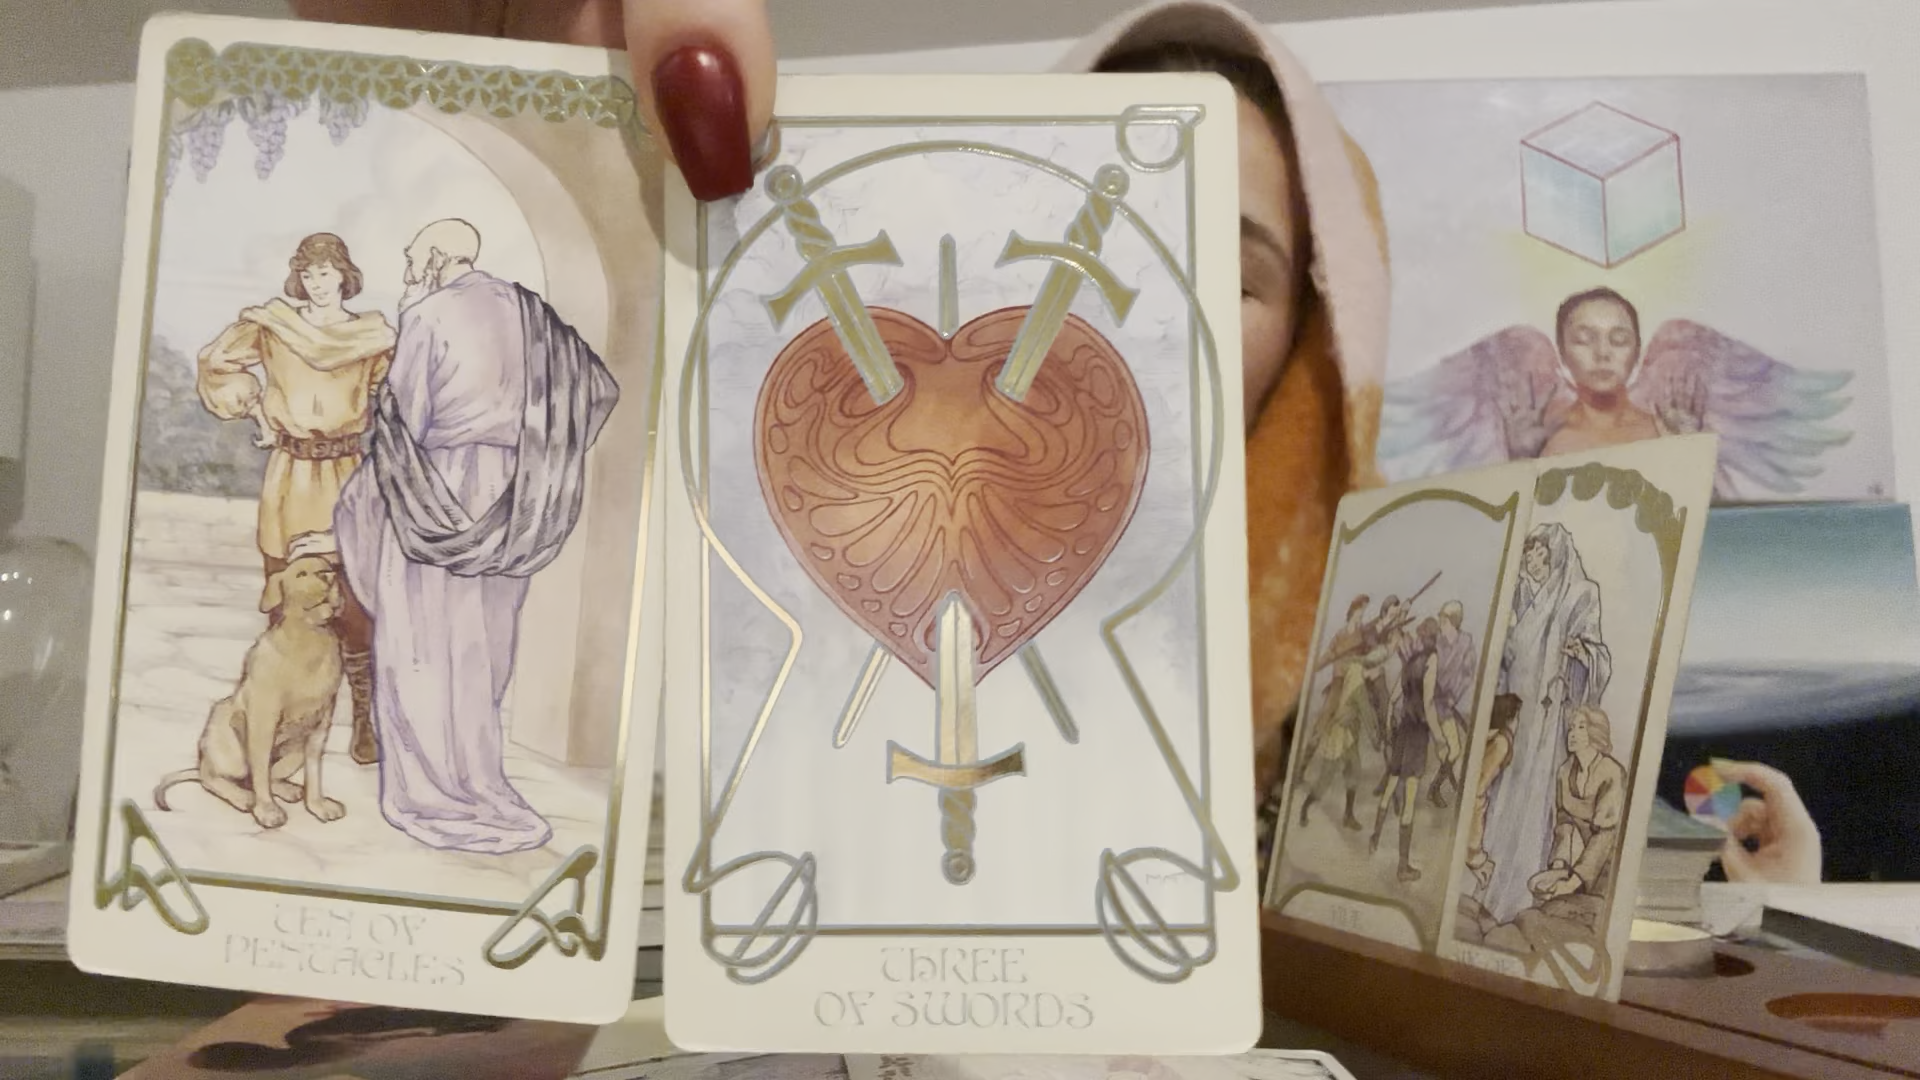 TEN OF
PENTACLES
THREE
OF SWORDS